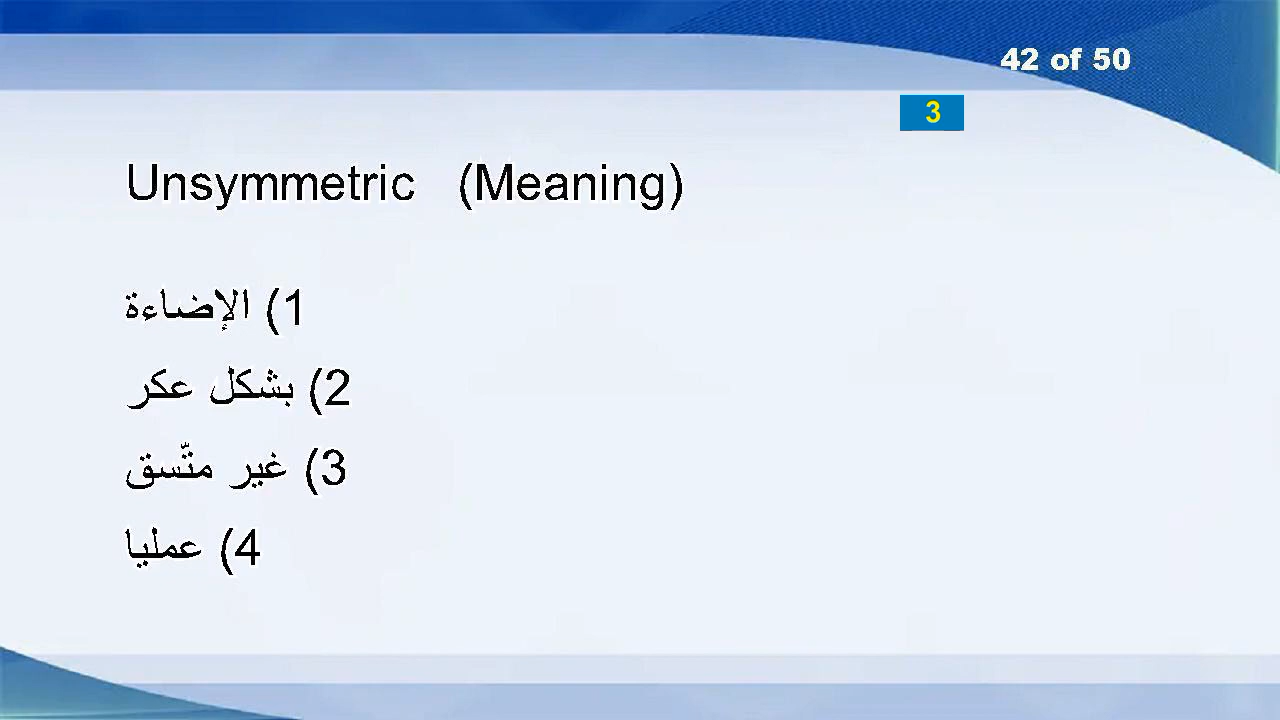 42 of 50
3
Unsymmetric (Meaning)
1) الإضاءة
2) بشكل عكر
3) غير متّسق
4) عمليا